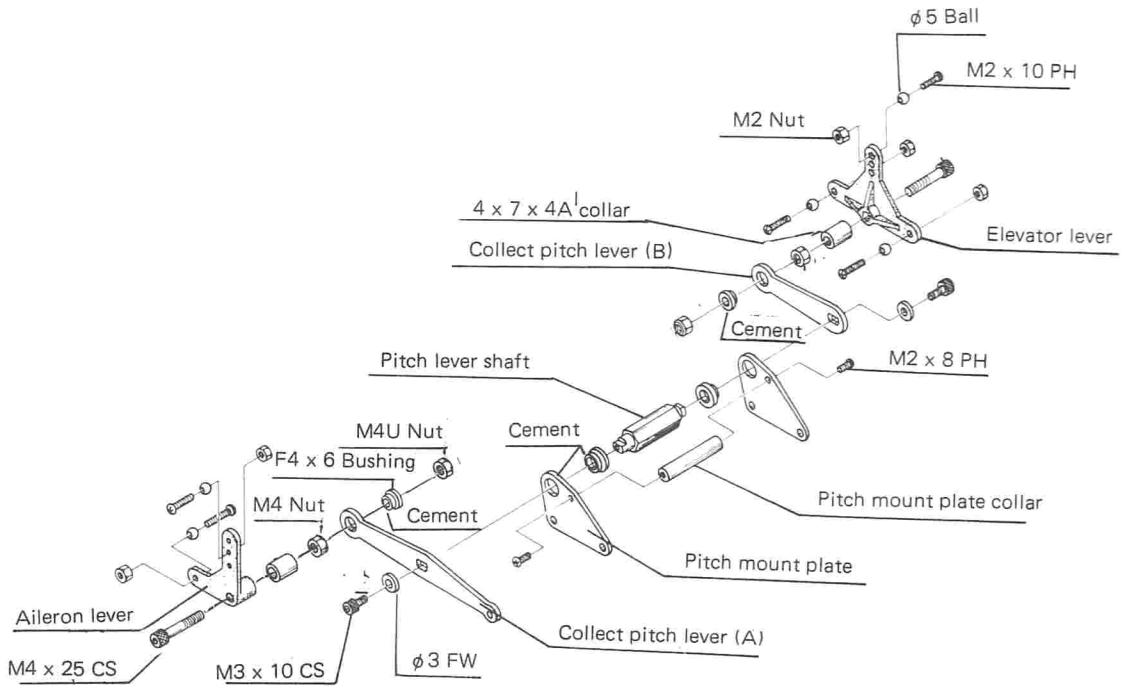 φ5 Ball
M2 x 10 PH
M2 Nut
4 x 7 x 4A collar
Collect pitch lever (B)
Elevator lever
Cement
Pitch lever shaft
M2 x 8 PH
M4U Nut
Cement
F4 x 6 Bushing
M4 Nut
Cement
Pitch mount plate collar
Pitch mount plate
Aileron lever
Collect pitch lever (A)
M4 x 25 CS
M3 x 10 CS
φ3 FW